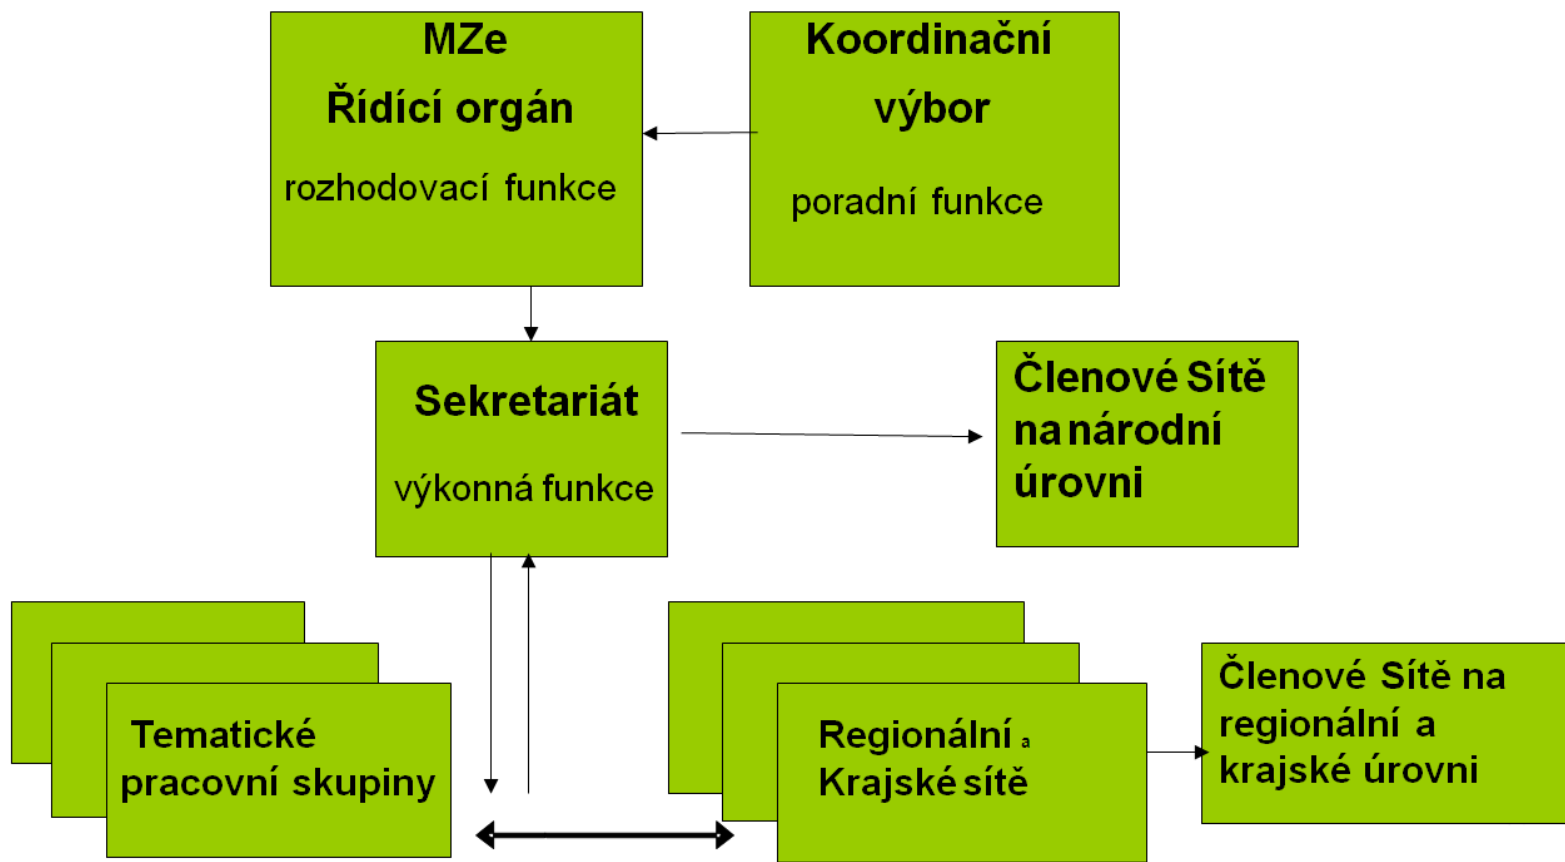 MZe
Řídící orgán
rozhodovací funkce
Koordinační
výbor
poradní funkce
Sekretariát
výkonná funkce
Členové Sítě
na národní
úrovni
Tematické
pracovní skupiny
Regionální a
Krajské sítě
Členové Sítě na
regionální a
krajské úrovni